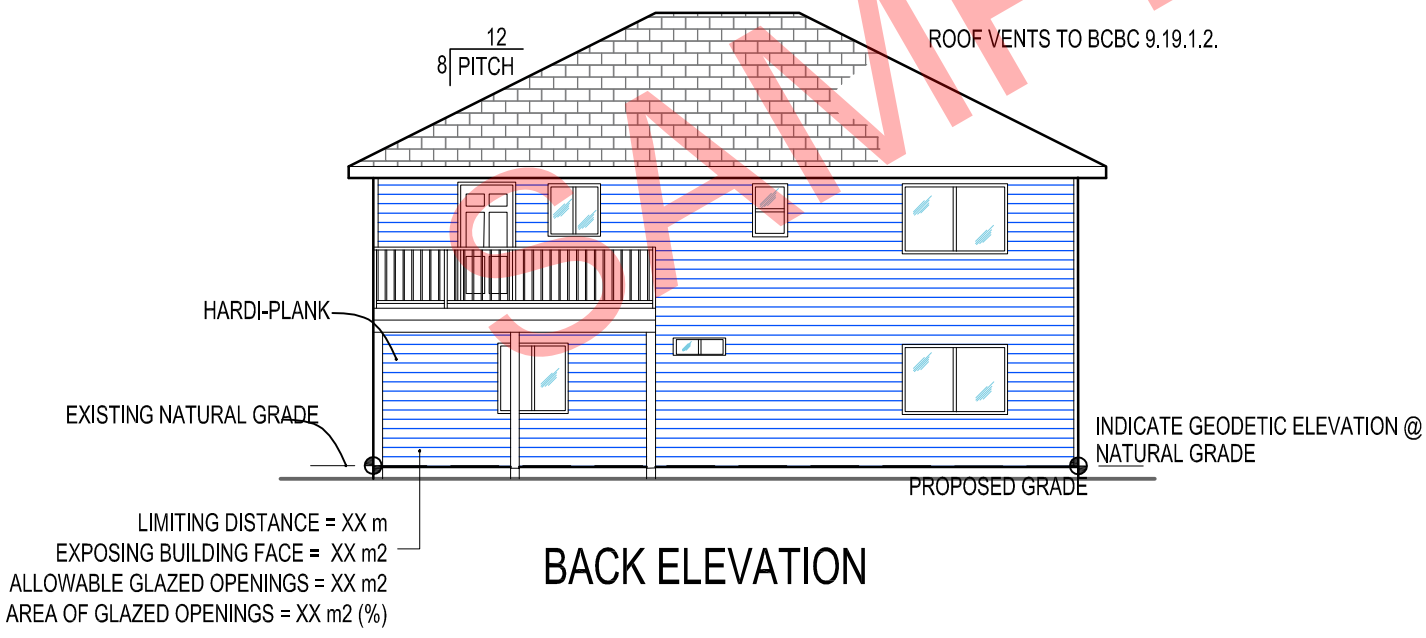 12
8 PITCH
ROOF VENTS TO BCBC 9.19.1.2.
HARDI-PLANK
EXISTING NATURAL GRADE
INDICATE GEODETIC ELEVATION @
NATURAL GRADE
PROPOSED GRADE
LIMITING DISTANCE = XX m
EXPOSING BUILDING FACE = XX m2
ALLOWABLE GLAZED OPENINGS = XX m2
AREA OF GLAZED OPENINGS = XX m2 (%)
BACK ELEVATION
SAMP